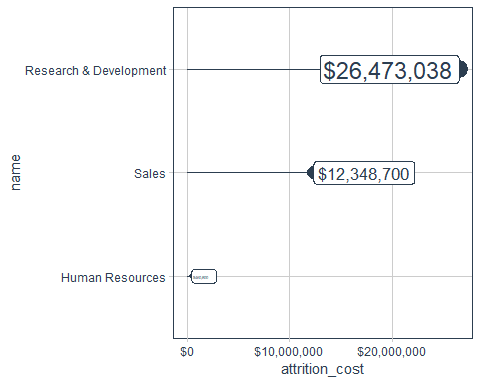 Research & Development
$26,473,038
name
Sales
$12,348,700
Human Resources
$0
$10,000,000
$20,000,000
attrition_cost